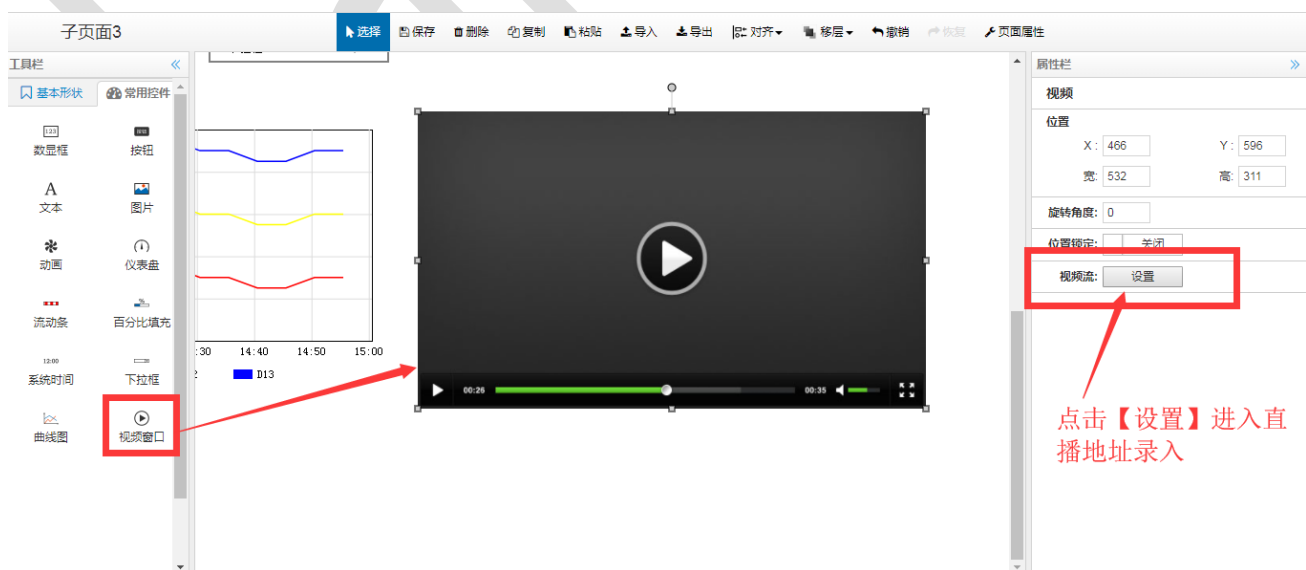 子页面3
选择 保存 删除 复制 粘贴 导入 导出 对齐 移层 撤销 恢复 页面属性
工具栏
基本形状 常用控件
数显框 按钮
A
文本 图片
动画 仪表盘
流动条 百分比填充
12:00
系统时间 下拉框
曲线图 视频窗口
:30 14:40 14:50 15:00
D13
00:26 00:35
属性栏
视频
位置
X: 466 Y: 596
宽: 532 高: 311
旋转角度: 0
位置锁定: 关闭
视频流: 设置
点击【设置】进入直
播地址录入